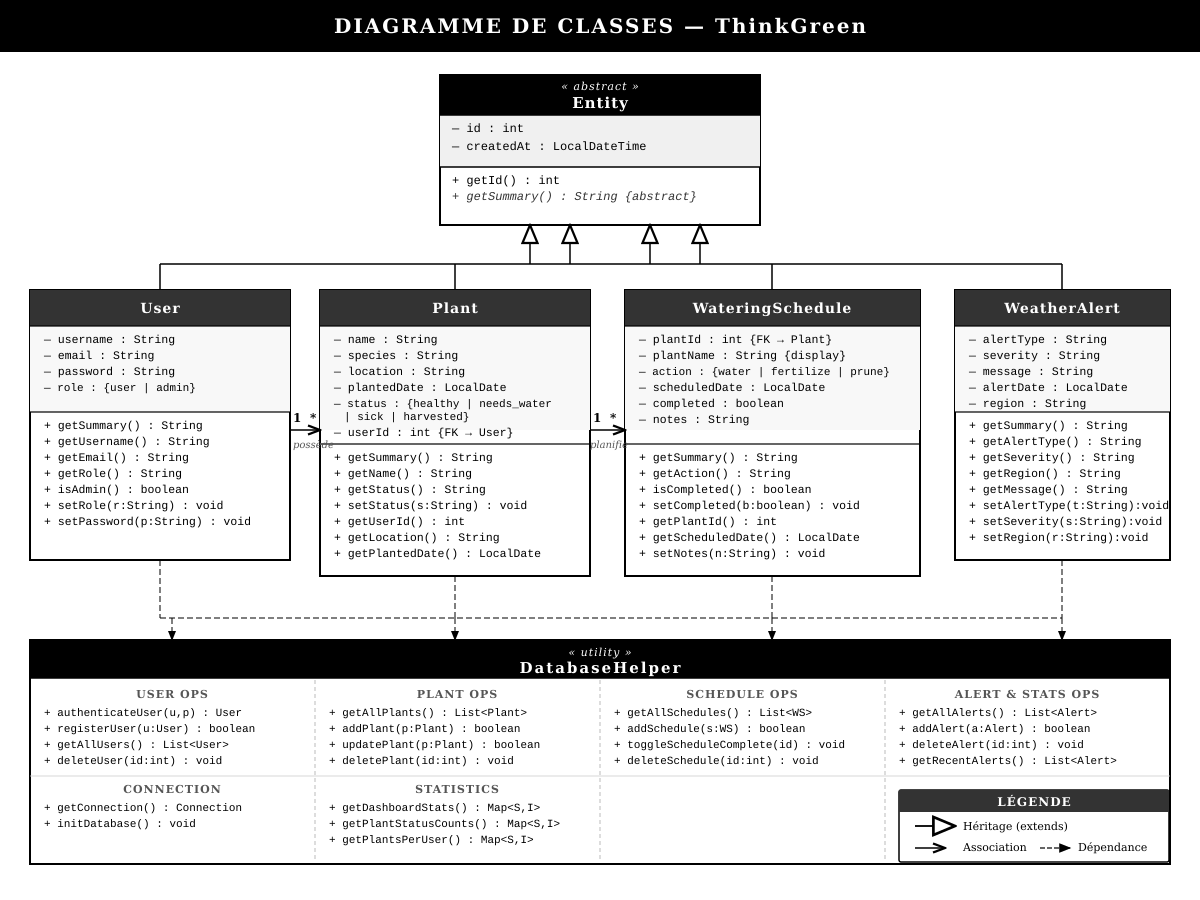 DIAGRAMME DE CLASSES — ThinkGreen
« abstract »
Entity
– id : int
– createdAt : LocalDateTime
+ getId() : int
+ getSummary() : String {abstract}
User
– username : String
– email : String
– password : String
– role : {user | admin}
+ getSummary() : String
+ getUsername() : String
+ getEmail() : String
+ getRole() : String
+ isAdmin() : boolean
+ setRole(r:String) : void
+ setPassword(p:String) : void
1 *
possède
Plant
– name : String
– species : String
– location : String
– plantedDate : LocalDate
– status : {healthy | needs_water
| sick | harvested}
– userId : int {FK → User}
+ getSummary() : String
+ getName() : String
+ getStatus() : String
+ setStatus(s:String) : void
+ getUserId() : int
+ getLocation() : String
+ getPlantedDate() : LocalDate
1 *
planifie
WateringSchedule
– plantId : int {FK → Plant}
– plantName : String {display}
– action : {water | fertilize | prune}
– scheduledDate : LocalDate
– completed : boolean
– notes : String
+ getSummary() : String
+ getAction() : String
+ isCompleted() : boolean
+ setCompleted(b:boolean) : void
+ getPlantId() : int
+ getScheduledDate() : LocalDate
+ setNotes(n:String) : void
WeatherAlert
– alertType : String
– severity : String
– message : String
– alertDate : LocalDate
– region : String
+ getSummary() : String
+ getAlertType() : String
+ getSeverity() : String
+ getRegion() : String
+ getMessage() : String
+ setAlertType(t:String):void
+ setSeverity(s:String):void
+ setRegion(r:String):void
« utility »
DatabaseHelper
USER OPS
+ authenticateUser(u,p) : User
+ registerUser(u:User) : boolean
+ getAllUsers() : List<User>
+ deleteUser(id:int) : void
PLANT OPS
+ getAllPlants() : List<Plant>
+ addPlant(p:Plant) : boolean
+ updatePlant(p:Plant) : boolean
+ deletePlant(id:int) : void
SCHEDULE OPS
+ getAllSchedules() : List<WS>
+ addSchedule(s:WS) : boolean
+ toggleScheduleComplete(id) : void
+ deleteSchedule(id:int) : void
ALERT & STATS OPS
+ getAllAlerts() : List<Alert>
+ addAlert(a:Alert) : boolean
+ deleteAlert(id:int) : void
+ getRecentAlerts() : List<Alert>
CONNECTION
+ getConnection() : Connection
+ initDatabase() : void
STATISTICS
+ getDashboardStats() : Map<S,I>
+ getPlantStatusCounts() : Map<S,I>
+ getPlantsPerUser() : Map<S,I>
LÉGENDE
Héritage (extends)
Association
Dépendance